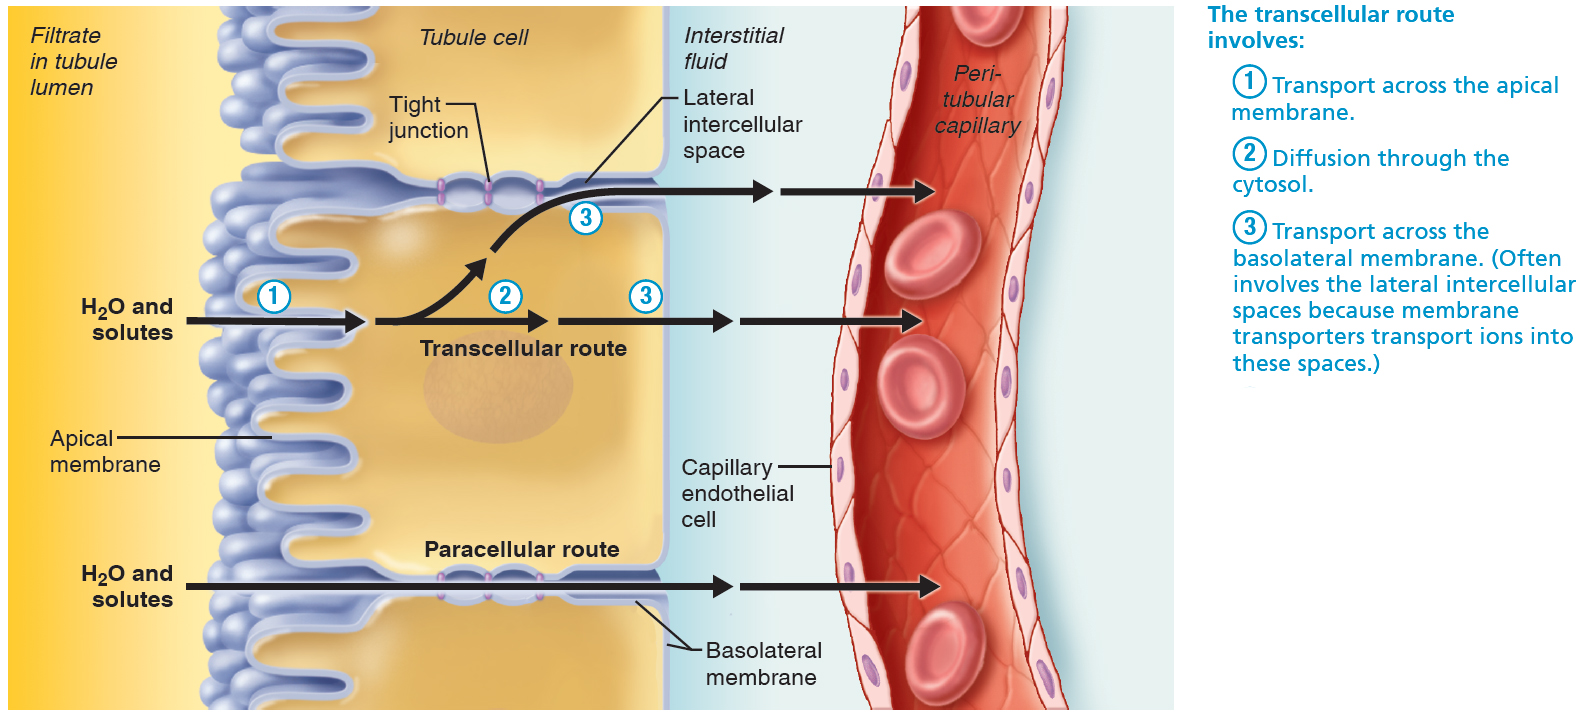 Filtrate
in tubule
lumen
Tubule cell
Interstitial
fluid
Peri-
tubular
capillary
Tight
junction
Lateral
intercellular
space
3
1
2
3
H₂O and
solutes
Transcellular route
Apical
membrane
Capillary
endothelial
cell
Paracellular route
H₂O and
solutes
Basolateral
membrane
The transcellular route
involves:
1 Transport across the apical
membrane.
2 Diffusion through the
cytosol.
3 Transport across the
basolateral membrane. (Often
involves the lateral intercellular
spaces because membrane
transporters transport ions into
these spaces.)